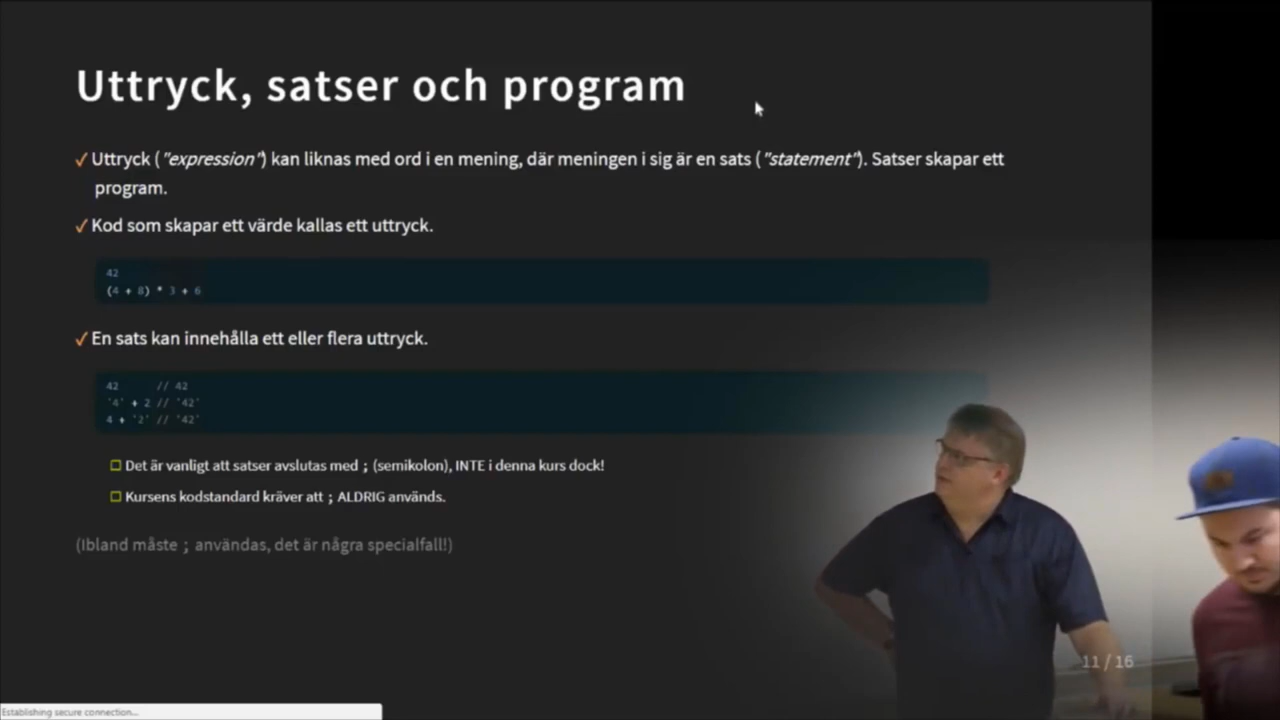 Uttryck, satser och program
✓ Uttryck ("expression") kan liknas med ord i en mening, där meningen i sig är en sats ("statement"). Satser skapar ett
program.
✓ Kod som skapar ett värde kallas ett uttryck.
42
(4 + 8) * 3 + 6
✓ En sats kan innehålla ett eller flera uttryck.
42 // 42
'4' + 2 // '42'
4 + '2' // '42'
Det är vanligt att satser avslutas med ; (semikolon), INTE i denna kurs dock!
Kursens kodstandard kräver att ; ALDRIG används.
(Ibland måste ; användas, det är några specialfall!)
11 / 16
Establishing secure connection...